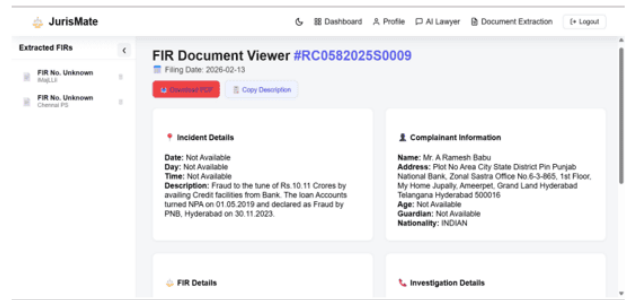 JurisMate
Dashboard
Profile
AI Lawyer
Document Extraction
Logout
Extracted FIRs
FIR No. Unknown
FIR No. Unknown
Chennai PS
FIR Document Viewer #RC0582025S0009
Filing Date: 2026-02-13
Download PDF
Copy Description
Incident Details
Date: Not Available
Day: Not Available
Time: Not Available
Description: Fraud to the tune of Rs.10.11 Crores by
availing Credit facilities from Bank. The loan Accounts
turned NPA on 01.05.2019 and declared as Fraud by
PNB, Hyderabad on 30.11.2023.
Complainant Information
Name: Mr. A Ramesh Babu
Address: Plot No Area City State District Pin Punjab
National Bank, Zonal Sastra Office No.6-3-865, 1st Floor,
My Home Jupally, Ameerpet, Grand Land Hyderabad
Telangana Hyderabad 500016
Age: Not Available
Guardian: Not Available
Nationality: INDIAN
FIR Details
Investigation Details